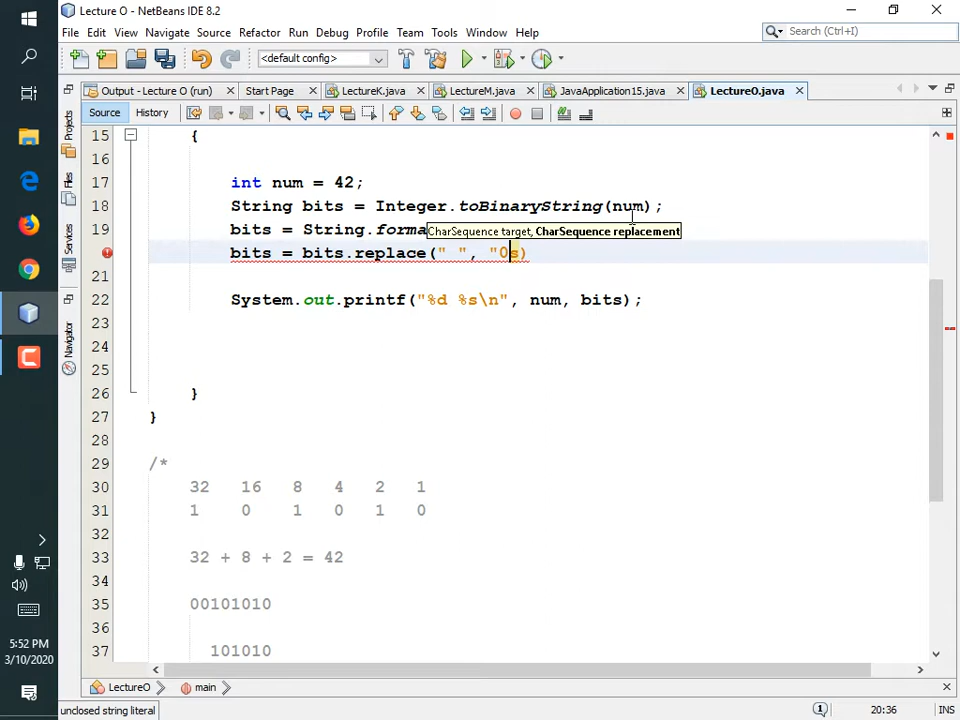 Lecture O - NetBeans IDE 8.2
File Edit View Navigate Source Refactor Run Debug Profile Team Tools Window Help
Search (Ctrl+I)
<default config>
Output - Lecture O (run) Start Page LectureK.java LectureM.java JavaApplication15.java LectureO.java
Source History
Projects
Files
Services
Navigator
15 {
16
17 int num = 42;
18 String bits = Integer.toBinaryString(num);
19 bits = String.forma
CharSequence target, CharSequence replacement
bits = bits.replace(" ", "0s)
21
22 System.out.printf("%d %s\n", num, bits);
23
24
25
26 }
27 }
28
29 /*
30 32 16 8 4 2 1
31 1 0 1 0 1 0
32
33 32 + 8 + 2 = 42
34
35 00101010
36
37 101010
LectureO main
unclosed string literal
1
20:36
INS
5:52 PM
3/10/2020